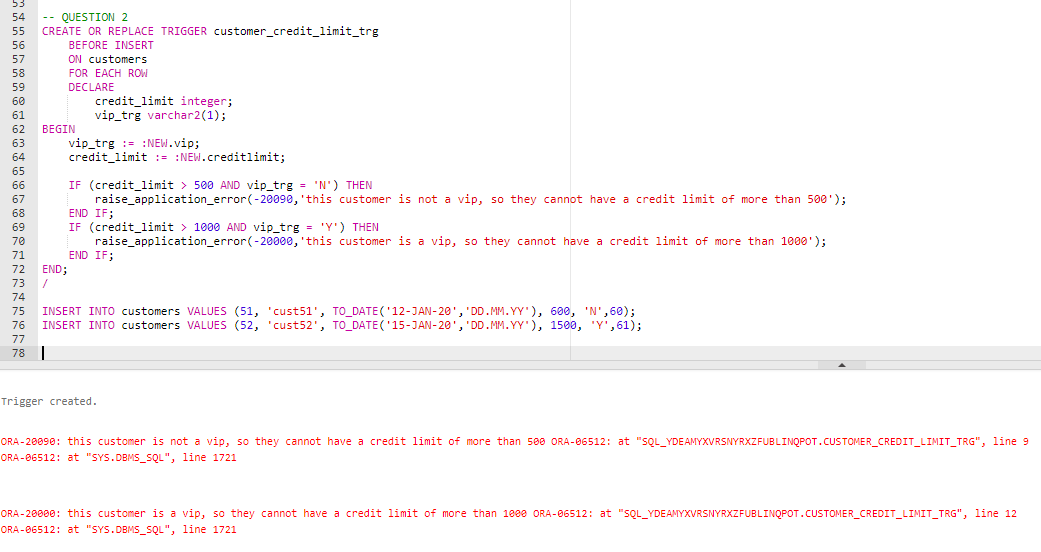 53
54 -- QUESTION 2
55 CREATE OR REPLACE TRIGGER customer_credit_limit_trg
56 BEFORE INSERT
57 ON customers
58 FOR EACH ROW
59 DECLARE
60 credit_limit integer;
61 vip_trg varchar2(1);
62 BEGIN
63 vip_trg := :NEW.vip;
64 credit_limit := :NEW.creditlimit;
65
66 IF (credit_limit > 500 AND vip_trg = 'N') THEN
67 raise_application_error(-20090,'this customer is not a vip, so they cannot have a credit limit of more than 500');
68 END IF;
69 IF (credit_limit > 1000 AND vip_trg = 'Y') THEN
70 raise_application_error(-20000,'this customer is a vip, so they cannot have a credit limit of more than 1000');
71 END IF;
72 END;
73 /
74
75 INSERT INTO customers VALUES (51, 'cust51', TO_DATE('12-JAN-20','DD.MM.YY'), 600, 'N',60);
76 INSERT INTO customers VALUES (52, 'cust52', TO_DATE('15-JAN-20','DD.MM.YY'), 1500, 'Y',61);
77
78
Trigger created.
ORA-20090: this customer is not a vip, so they cannot have a credit limit of more than 500 ORA-06512: at "SQL_YDEAMYXVRSNYRXZFUBLINQPOT.CUSTOMER_CREDIT_LIMIT_TRG", line 9
ORA-06512: at "SYS.DBMS_SQL", line 1721
ORA-20000: this customer is a vip, so they cannot have a credit limit of more than 1000 ORA-06512: at "SQL_YDEAMYXVRSNYRXZFUBLINQPOT.CUSTOMER_CREDIT_LIMIT_TRG", line 12
ORA-06512: at "SYS.DBMS_SQL", line 1721